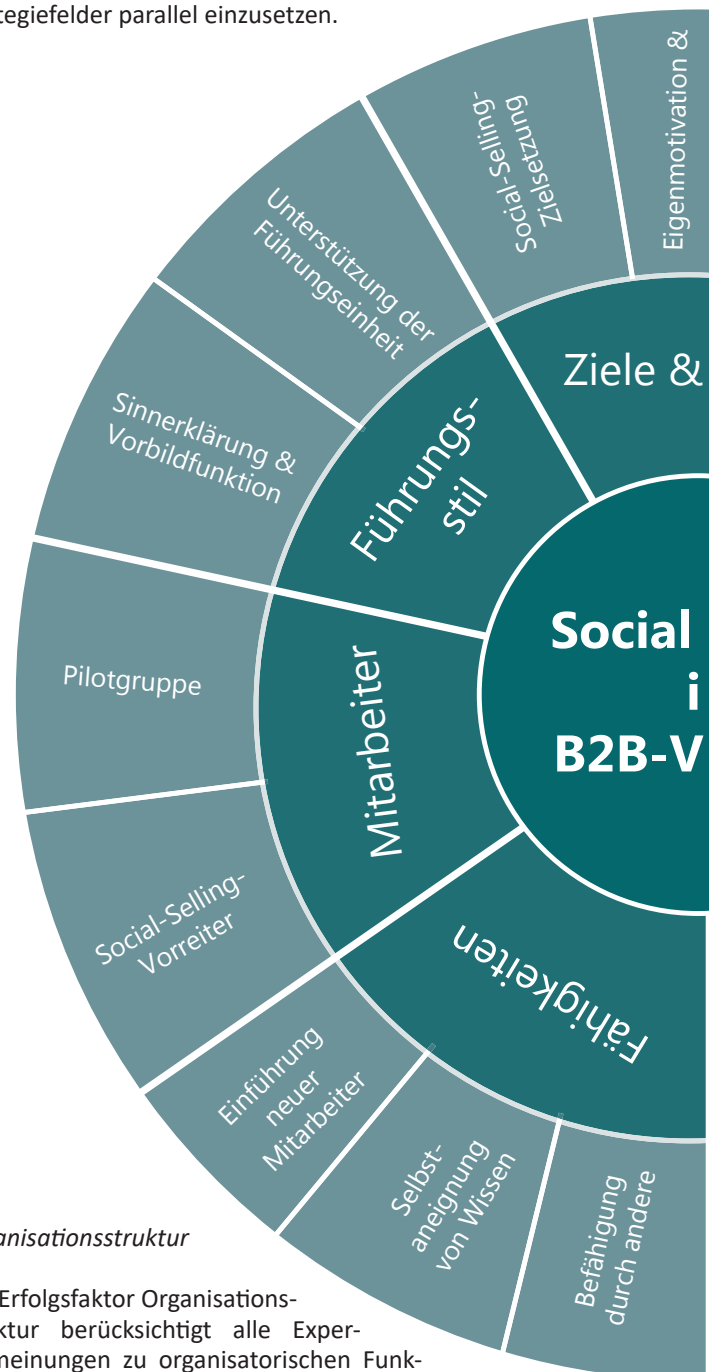 tegiefelder parallel einzusetzen.
Eigenmotivation &
Social-Selling-
Zielsetzung
Unterstützung der
Führungseinheit
Sinnerklärung &
Vorbildfunktion
Pilotgruppe
Social-Selling-
Vorreiter
Einführung
neuer
Mitarbeiter
Selbst-
aneignung
von Wissen
Befähigung
durch andere
Ziele &
Führungs-
stil
Mitarbeiter
Fähigkeiten
Social
i
B2B-V
anisationsstruktur
Erfolgsfaktor Organisations-
ktur berücksichtigt alle Exper-
meinungen zu organisatorischen Funk-